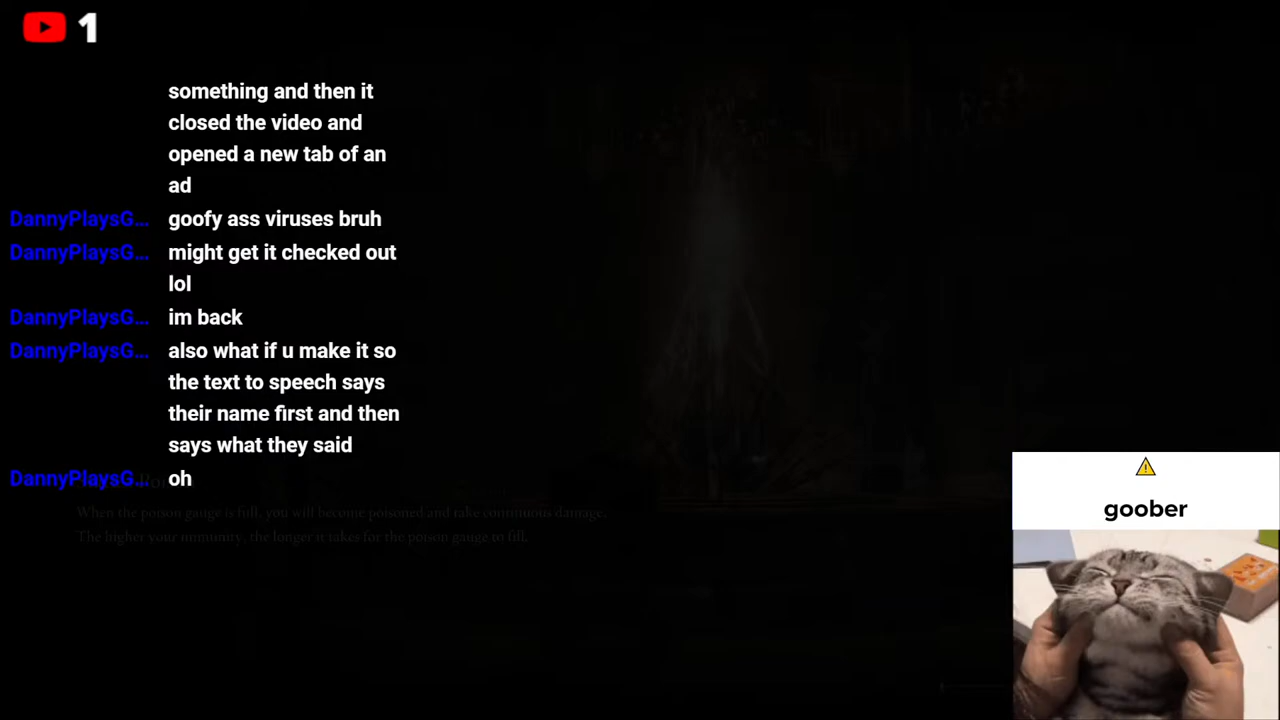 1
something and then it
closed the video and
opened a new tab of an
ad
DannyPlaysG... goofy ass viruses bruh
DannyPlaysG... might get it checked out
lol
DannyPlaysG... im back
DannyPlaysG... also what if u make it so
the text to speech says
their name first and then
says what they said
DannyPlaysG... oh
When the poison gauge is full, you will become poisoned and take continuous damage.
The higher your immunity, the longer it takes for the poison gauge to fill.
goober